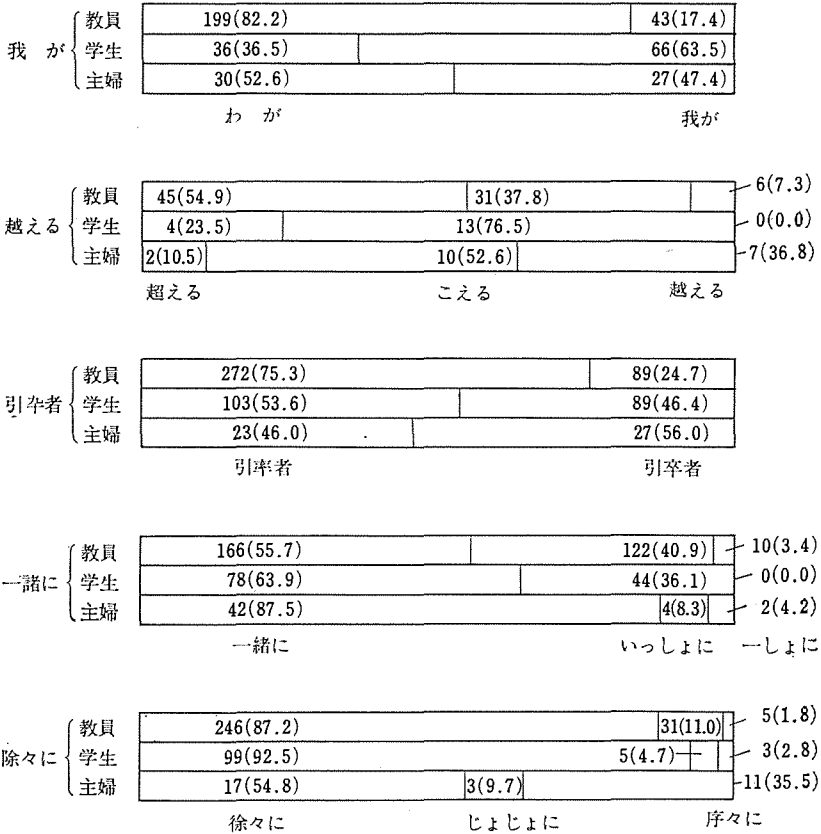 教員 199(82.2) 43(17.4)
我が 学生 36(36.5) 66(63.5)
主婦 30(52.6) 27(47.4)
わが 我が
教員 45(54.9) 31(37.8) 6(7.3)
越える 学生 4(23.5) 13(76.5) 0(0.0)
主婦 2(10.5) 10(52.6) 7(36.8)
超える こえる 越える
教員 272(75.3) 89(24.7)
引卆者 学生 103(53.6) 89(46.4)
主婦 23(46.0) 27(56.0)
引率者 引卒者
教員 166(55.7) 122(40.9) 10(3.4)
一諸に 学生 78(63.9) 44(36.1) 0(0.0)
主婦 42(87.5) 4(8.3) 2(4.2)
一緒に いっしょに 一しょに
教員 246(87.2) 31(11.0) 5(1.8)
除々に 学生 99(92.5) 5(4.7) 3(2.8)
主婦 17(54.8) 3(9.7) 11(35.5)
徐々に じょじょに 序々に